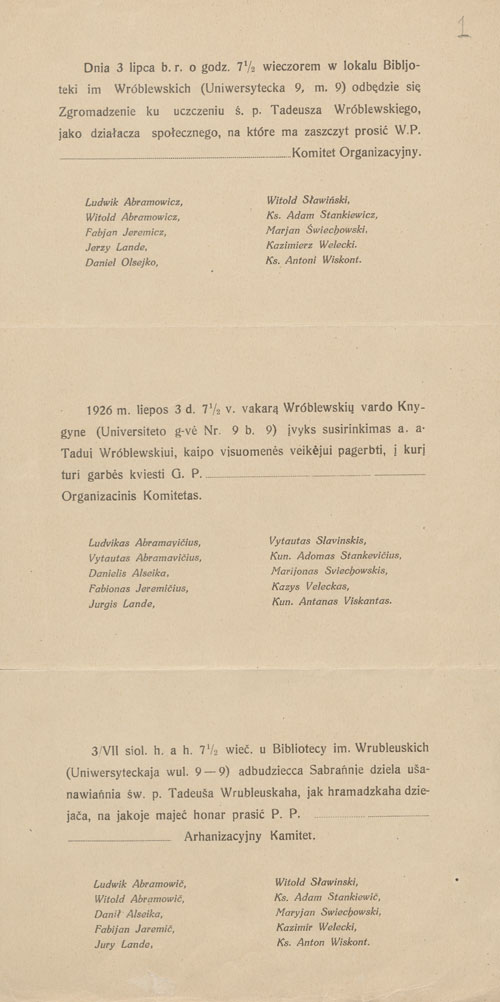 1
Dnia 3 lipca b. r. o godz. 7½ wieczorem w lokalu Bibljo-
teki im Wróblewskich (Uniwersytecka 9, m. 9) odbędzie się
Zgromadzenie ku uczczeniu ś. p. Tadeusza Wróblewskiego,
jako działacza społecznego, na które ma zaszczyt prosić W.P.
Komitet Organizacyjny.
Ludwik Abramowicz,
Witold Abramowicz,
Fabjan Jeremicz,
Jerzy Lande,
Daniel Olsejko,
Witold Sławiński,
Ks. Adam Stankiewicz,
Marjan Świechowski.
Kazimierz Welecki.
Ks. Antoni Wiskont.
1926 m. liepos 3 d. 7½ v. vakarą Wróblewskių vardo Kny-
gyne (Universiteto g-vė Nr. 9 b. 9) įvyks susirinkimas a. a.
Tadui Wróblewskiui, kaipo visuomenės veikėjui pagerbti, į kurį
turi garbės kviesti G. P.
Organizacinis Komitetas.
Ludvikas Abramavičius,
Vytautas Abramavičius,
Danielis Alseika,
Fabionas Jeremičius,
Jurgis Lande,
Vytautas Slavinskis,
Kun. Adomas Stankevičius,
Marijonas Sviechowskis,
Kazys Veleckas,
Kun. Antanas Viskantas.
3/VII siol. h. a h. 7½ wieč. u Bibliotecy im. Wrubleuskich
(Uniwersyteckaja wul. 9—9) adbudziecca Sabrańnie dziela uša-
nawiańnia św. p. Tadeuša Wrubleuskaha, jak hramadzkaha dzie-
jača, na jakoje majeć honar prasić P. P.
Arhanizacyjny Kamitet.
Ludwik Abramowič,
Witold Abramowič,
Danił Alseika,
Fabijan Jaremič,
Jury Lande,
Witold Sławinski,
Ks. Adam Stankiewič,
Maryjan Swiechowski,
Kazimir Welecki,
Ks. Anton Wiskont.